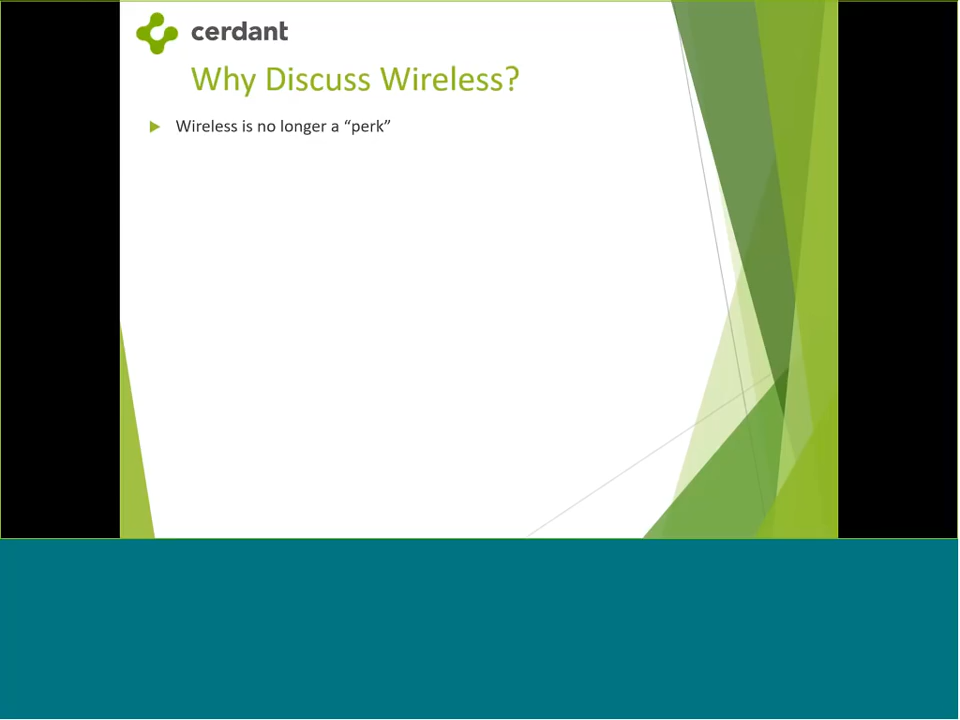 cerdant
Why Discuss Wireless?
Wireless is no longer a “perk”